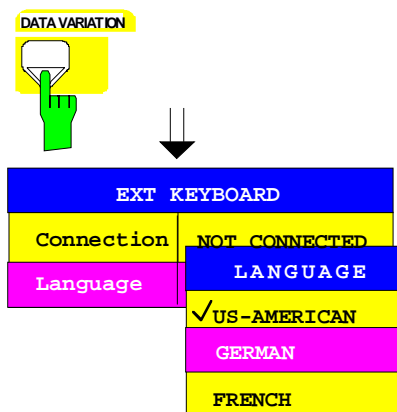 DATA VARIATION
EXT KEYBOARD
Connection NOT CONNECTED
Language
LANGUAGE
✓US-AMERICAN
GERMAN
FRENCH